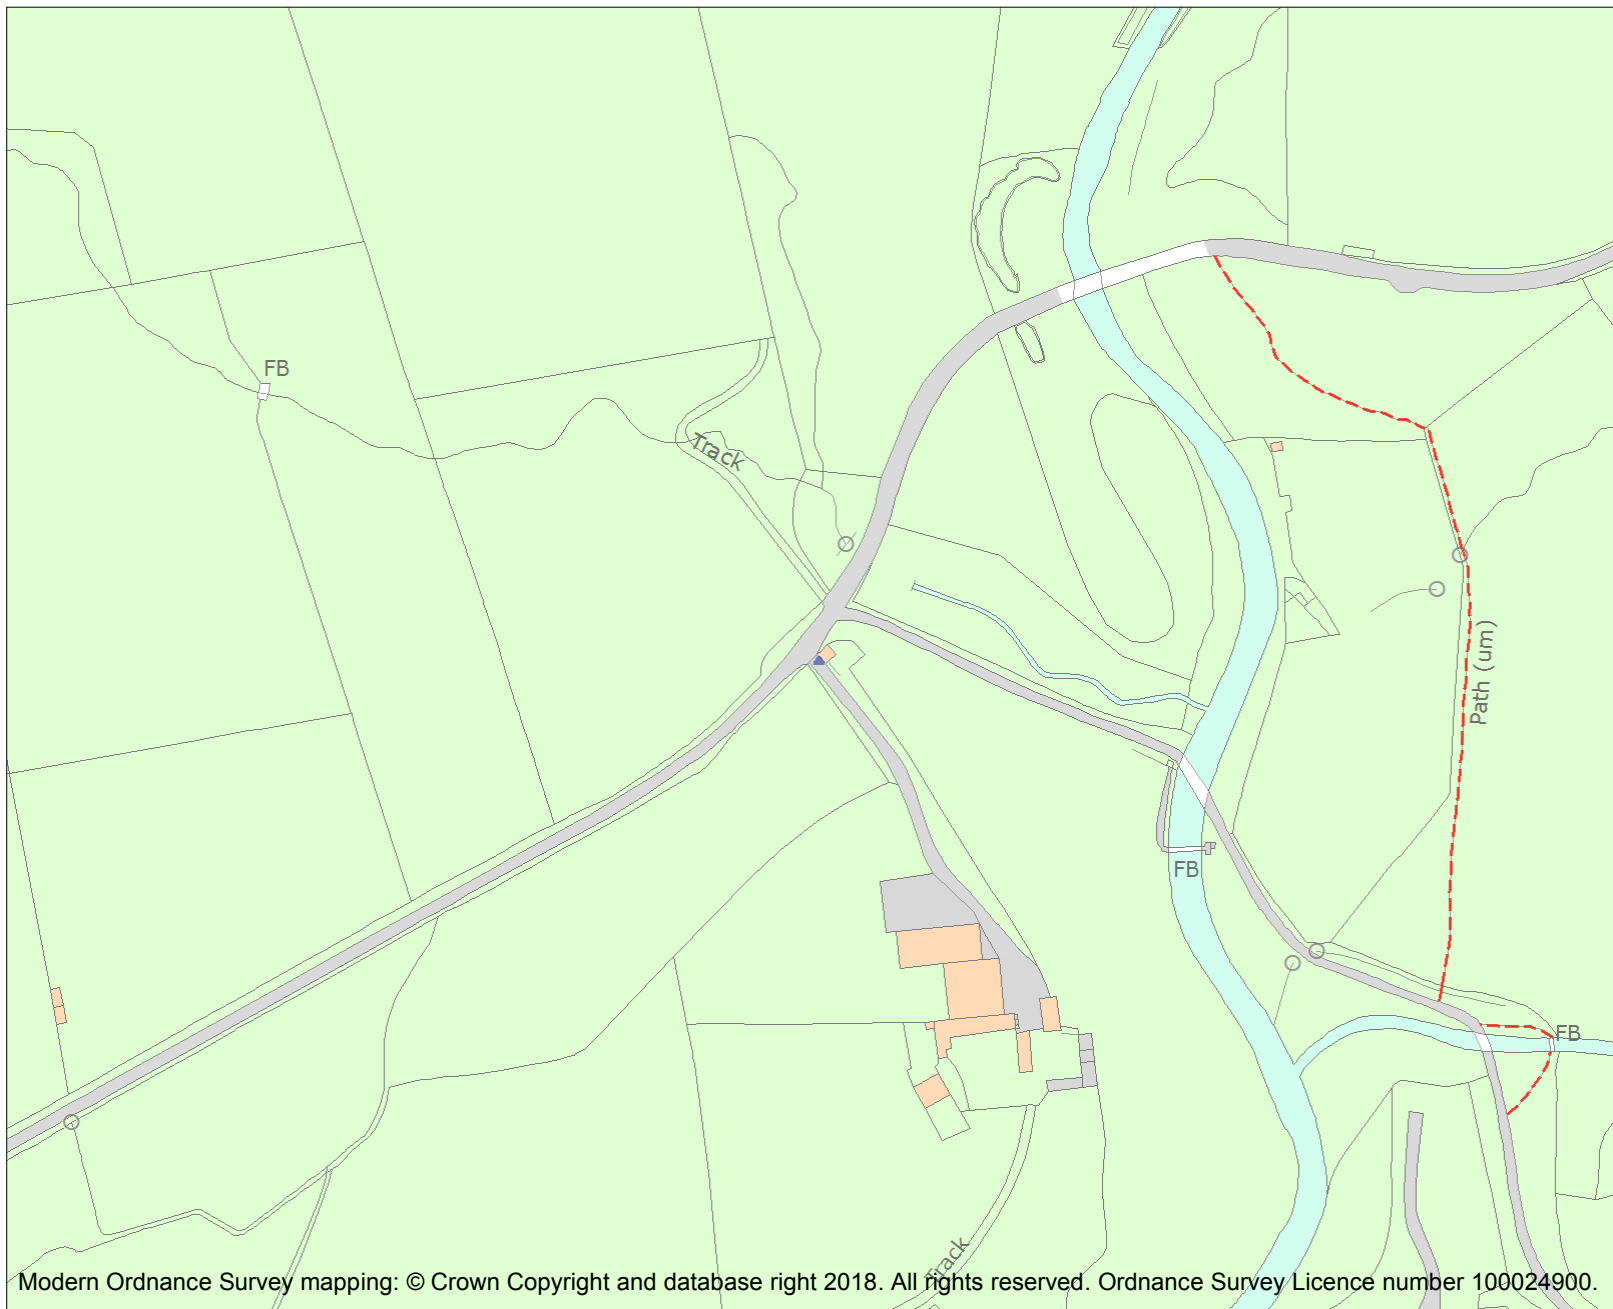 FB
Track
Path (um)
FB
FB
Track
Modern Ordnance Survey mapping: © Crown Copyright and database right 2018. All rights reserved. Ordnance Survey Licence number 100024900.